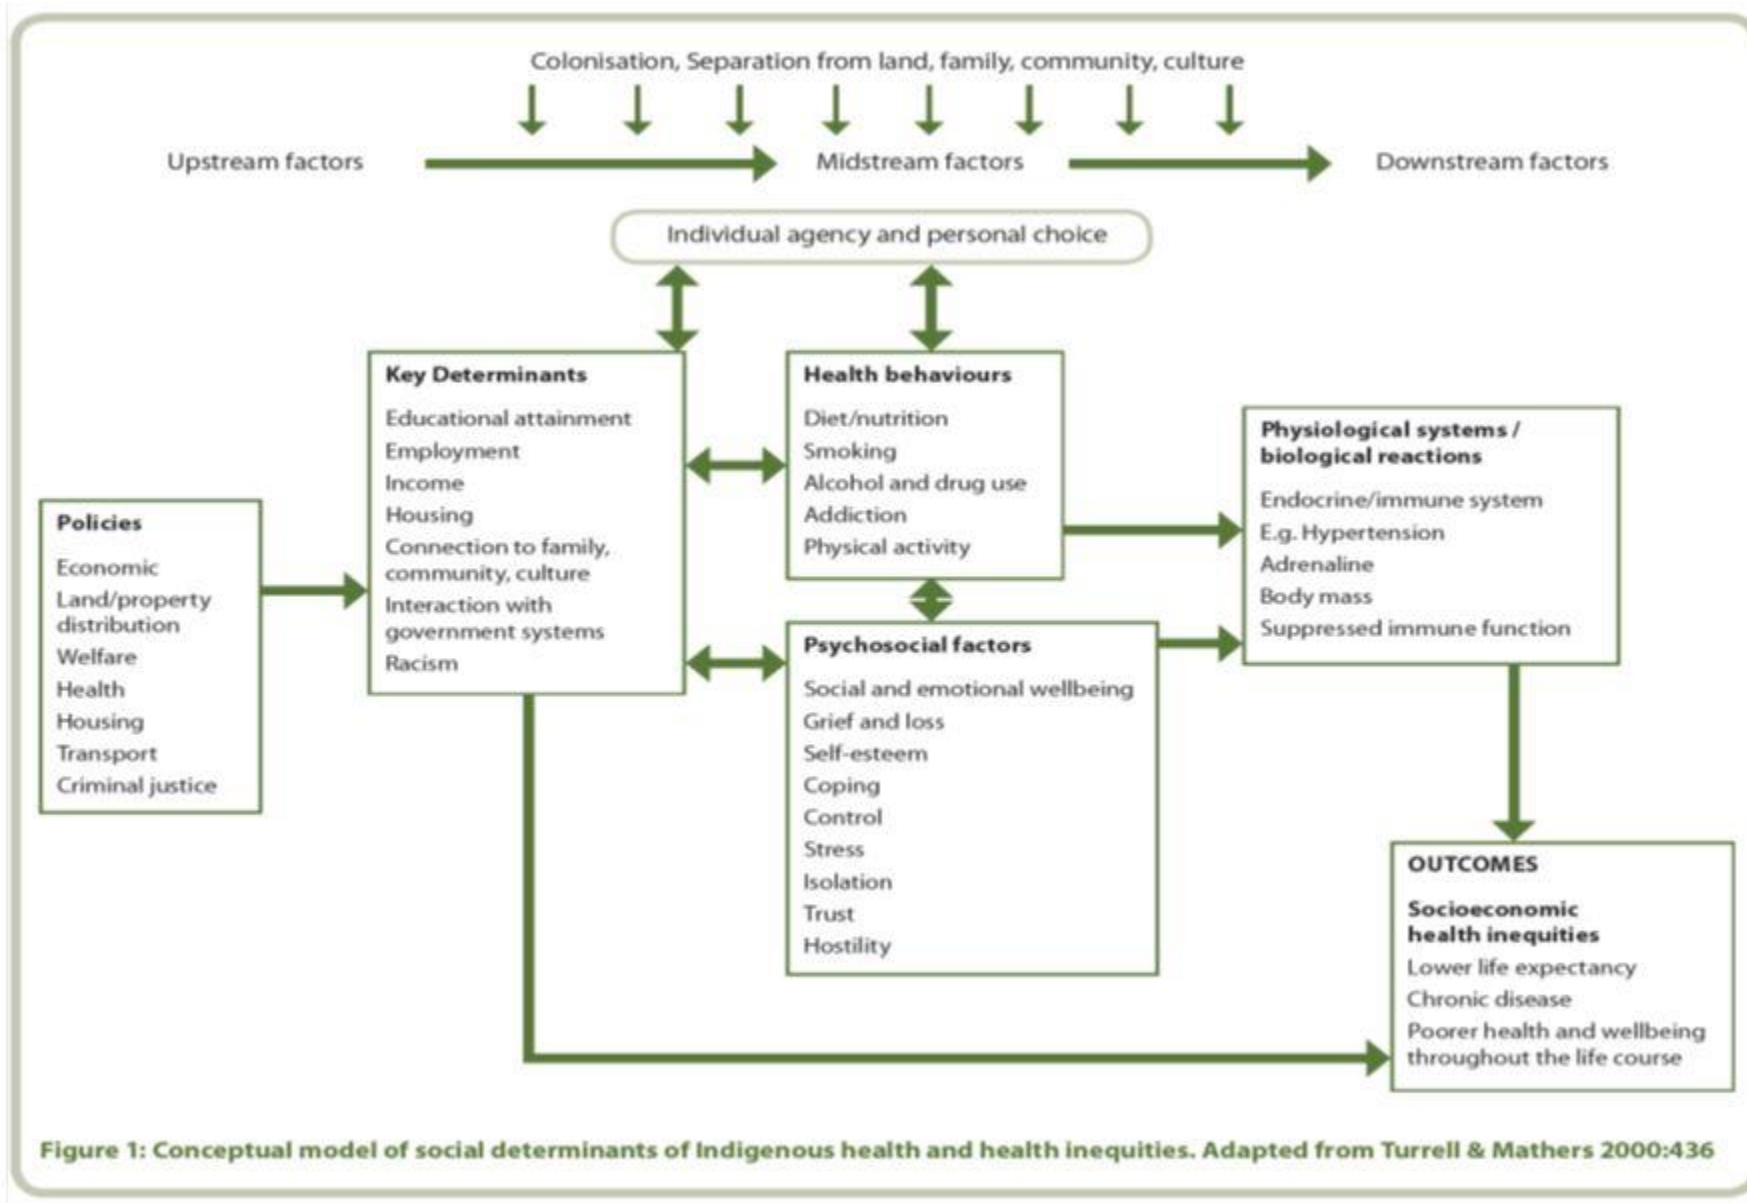 Colonisation, Separation from land, family, community, culture
Upstream factors
Midstream factors
Downstream factors
Individual agency and personal choice
Policies
Economic
Land/property
distribution
Welfare
Health
Housing
Transport
Criminal justice
Key Determinants
Educational attainment
Employment
Income
Housing
Connection to family,
community, culture
Interaction with
government systems
Racism
Health behaviours
Diet/nutrition
Smoking
Alcohol and drug use
Addiction
Physical activity
Psychosocial factors
Social and emotional wellbeing
Grief and loss
Self-esteem
Coping
Control
Stress
Isolation
Trust
Hostility
Physiological systems /
biological reactions
Endocrine/immune system
E.g. Hypertension
Adrenaline
Body mass
Suppressed immune function
OUTCOMES
Socioeconomic
health inequities
Lower life expectancy
Chronic disease
Poorer health and wellbeing
throughout the life course
Figure 1: Conceptual model of social determinants of Indigenous health and health inequities. Adapted from Turrell & Mathers 2000:436